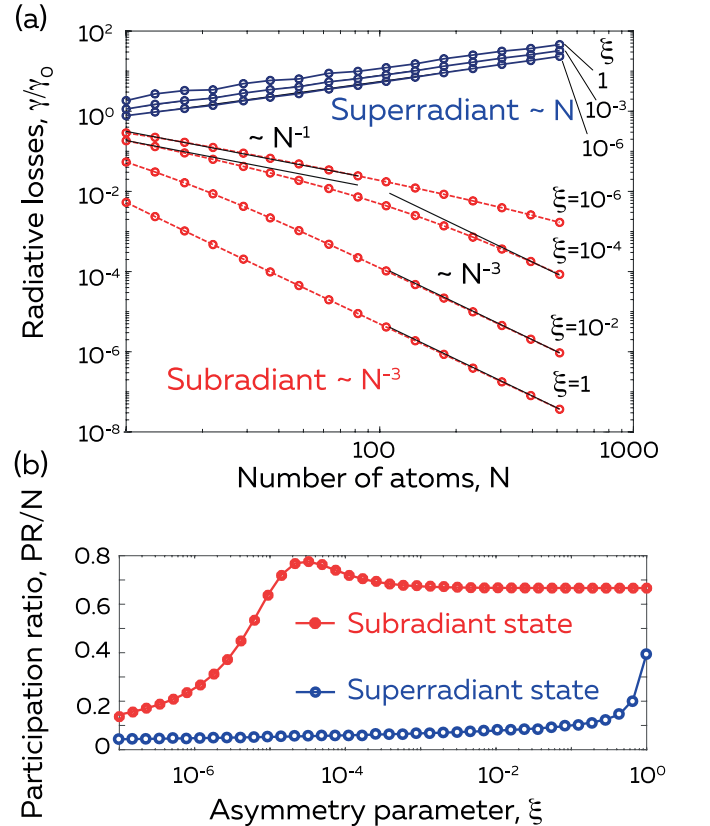 (a)
Radiative losses, γ/γ₀
10²
10⁰
10⁻²
10⁻⁴
10⁻⁶
10⁻⁸
ξ
1
10⁻³
10⁻⁶
Superradiant ~ N
~ N⁻¹
ξ=10⁻⁶
ξ=10⁻⁴
~ N⁻³
ξ=10⁻²
ξ=1
Subradiant ~ N⁻³
100
1000
Number of atoms, N
(b)
Participation ratio, PR/N
0.8
0.6
0.4
0.2
0
Subradiant state
Superradiant state
10⁻⁶
10⁻⁴
10⁻²
10⁰
Asymmetry parameter, ξ